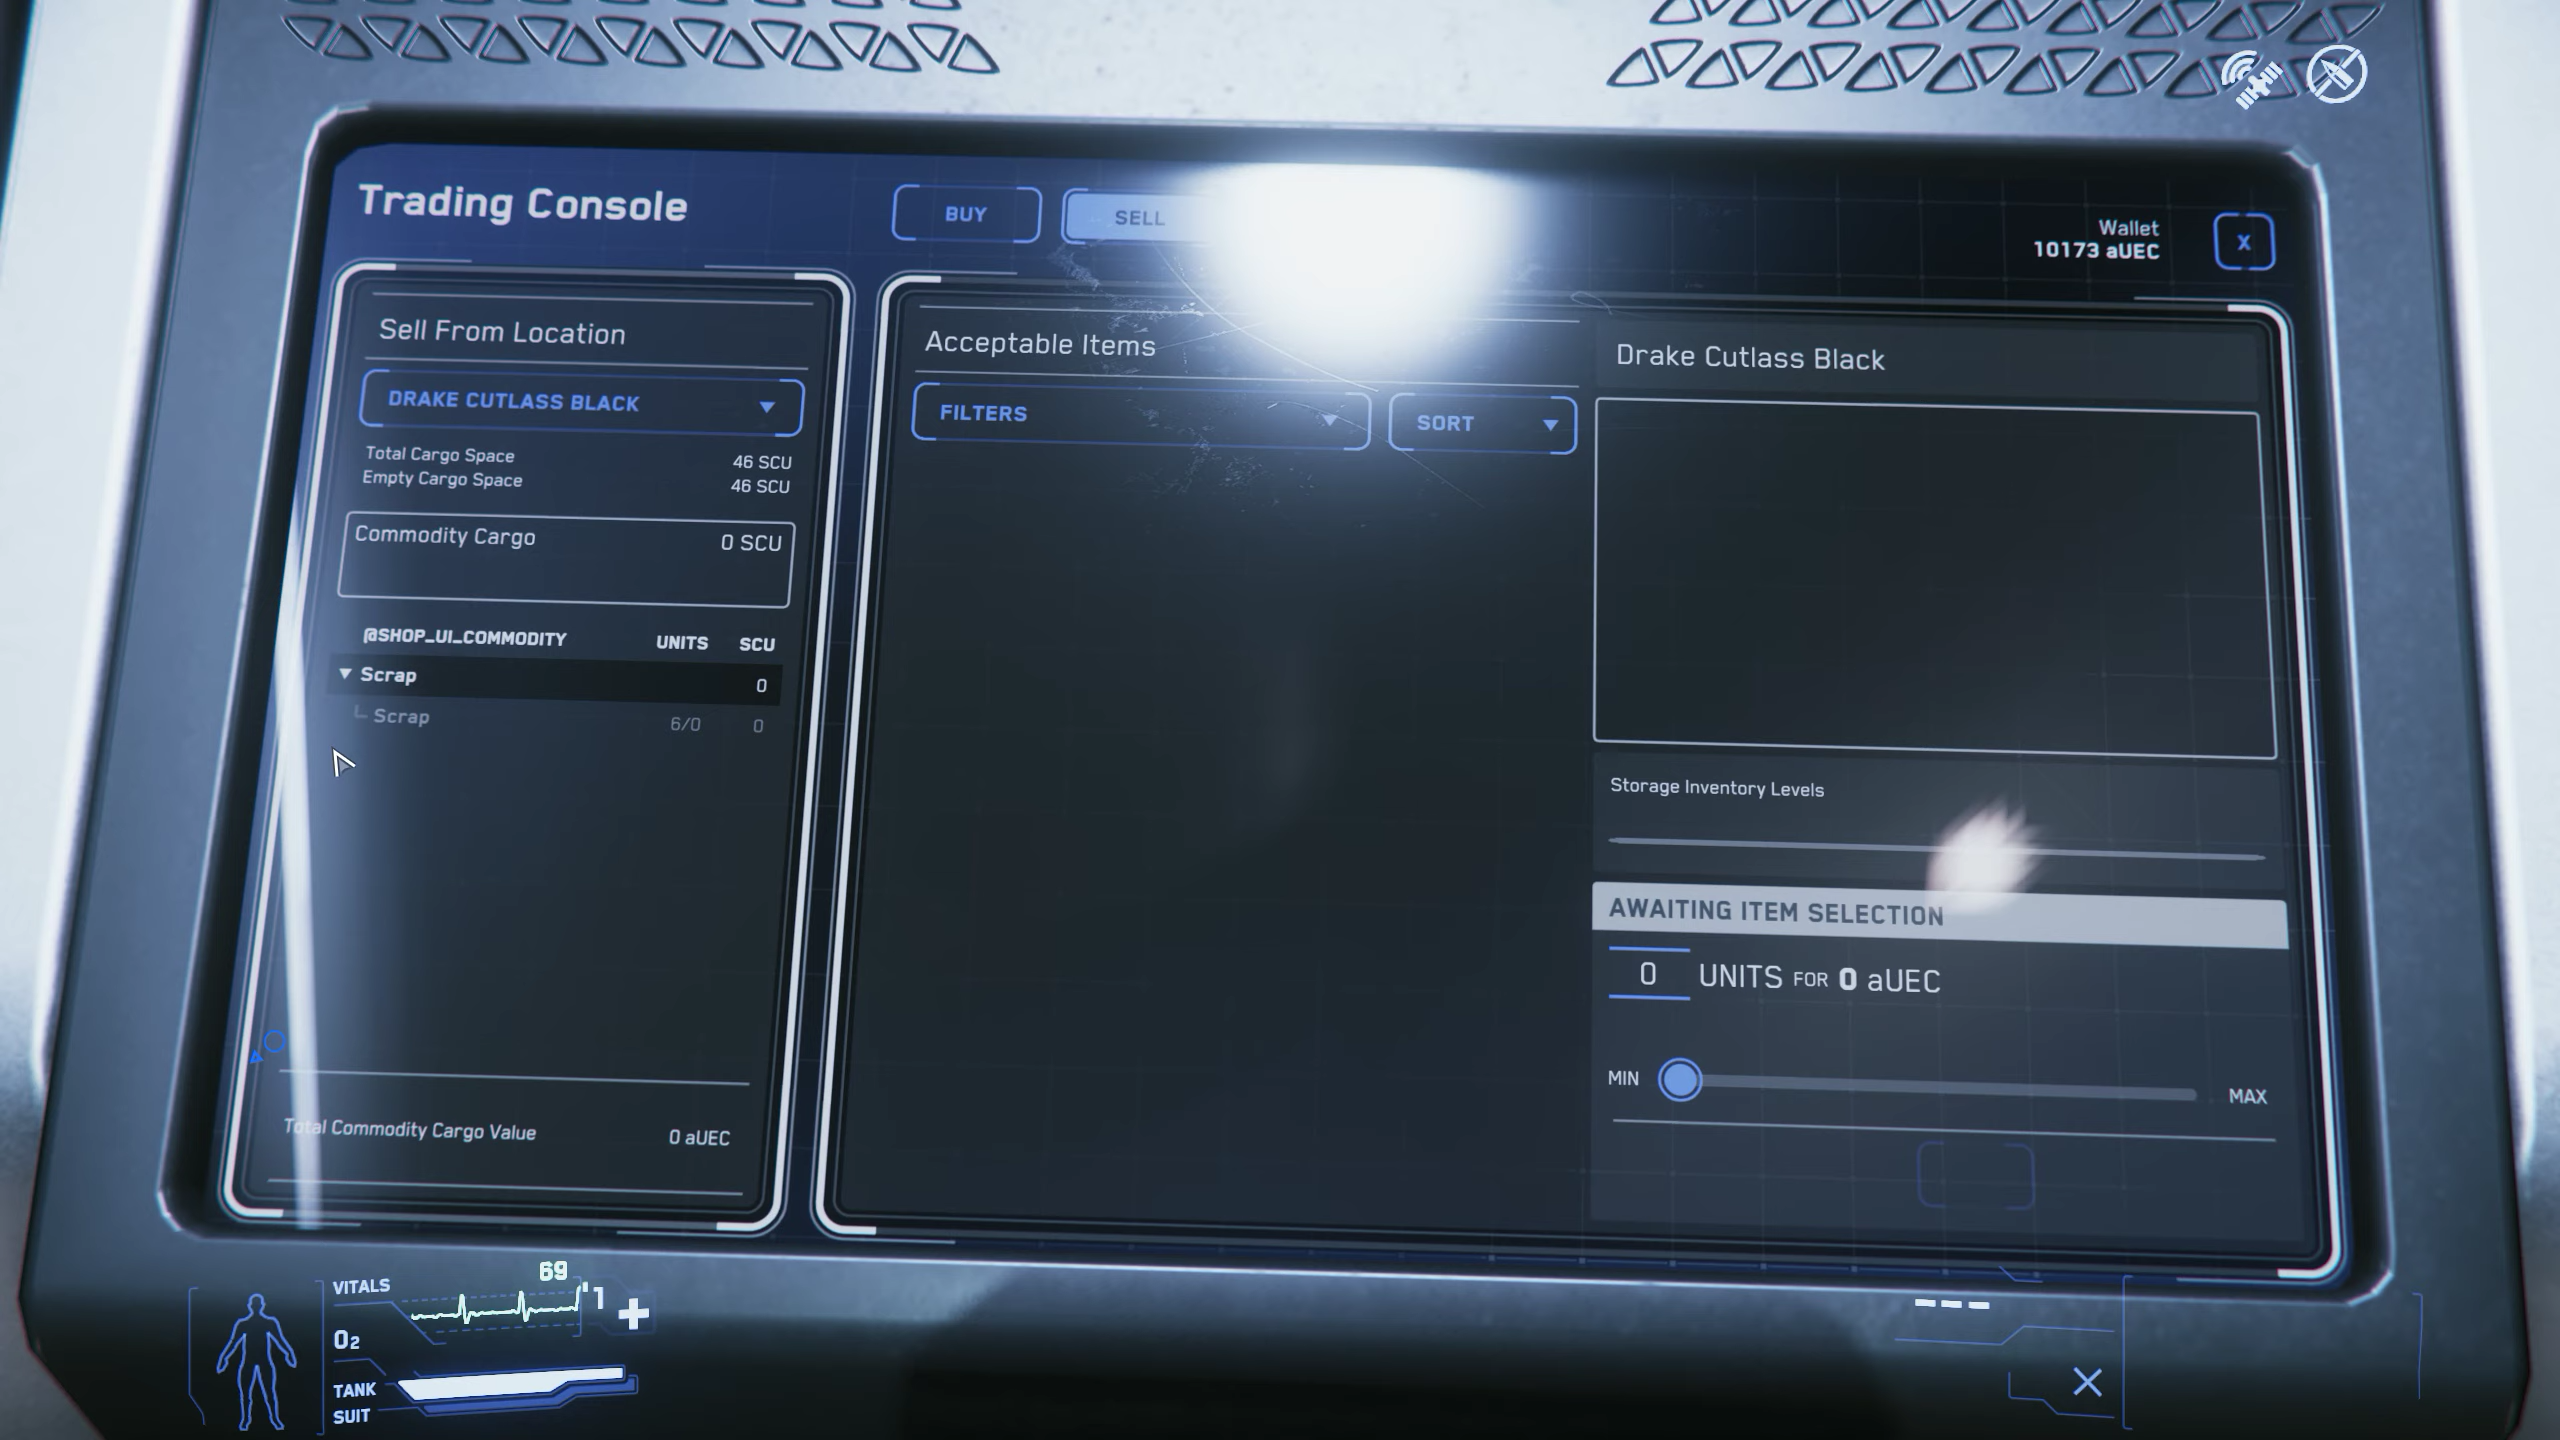 Trading Console
BUY
SELL
Wallet
10173 aUEC
X
Sell From Location
DRAKE CUTLASS BLACK
Total Cargo Space 46 SCU
Empty Cargo Space 46 SCU
Commodity Cargo 0 SCU
@SHOP_UI_COMMODITY UNITS SCU
Scrap 0
Scrap 6/0 0
Total Commodity Cargo Value 0 aUEC
Acceptable Items
FILTERS
SORT
Drake Cutlass Black
Storage Inventory Levels
AWAITING ITEM SELECTION
0 UNITS FOR 0 aUEC
MIN MAX
VITALS
69
O2
TANK
SUIT